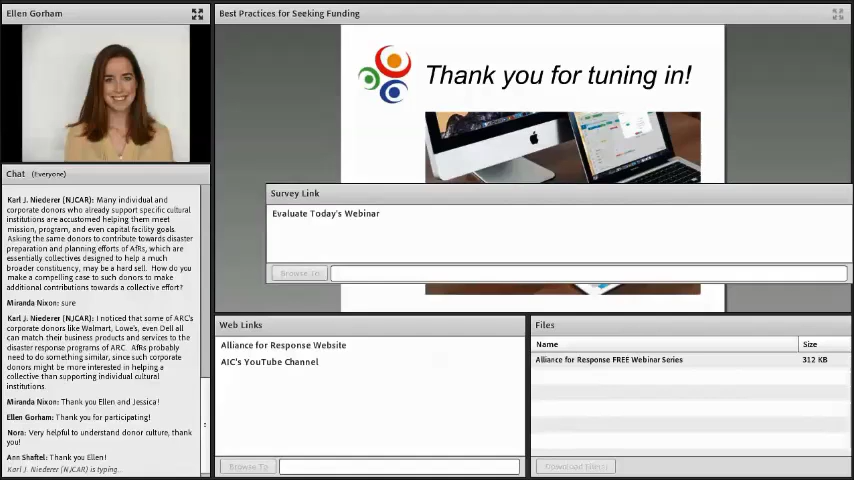 Ellen Gorham
Chat (Everyone)
Karl J. Niederer (NJCAR): Many individual and
corporate donors who already support specific cultural
institutions are accustomed helping them meet
mission, program, and even capital facility goals.
Asking the same donors to contribute towards disaster
preparation and planning efforts of AfRs, which are
essentially collectives designed to help a much
broader constituency, may be a hard sell. How do you
make a compelling case to such donors to make
additional contributions towards a collective effort?
Miranda Nixon: sure
Karl J. Niederer (NJCAR): I noticed that some of ARC's
corporate donors like Walmart, Lowe's, even Dell all
can match their business products and services to the
disaster response programs of ARC. AfRs probably
need to do something similar, since such corporate
donors might be more interested in helping a
collective than supporting individual cultural
institutions.
Miranda Nixon: Thank you Ellen and Jessica!
Ellen Gorham: Thank you for participating!
Nora: Very helpful to understand donor culture, thank
you!
Ann Shaftel: Thank you Ellen!
Karl J. Niederer (NJCAR) is typing...
Best Practices for Seeking Funding
Thank you for tuning in!
Survey Link
Evaluate Today's Webinar
Browse To
Web Links
Alliance for Response Website
AIC's YouTube Channel
Browse To
Files
Name Size
Alliance for Response FREE Webinar Series 312 KB
Download File(s)